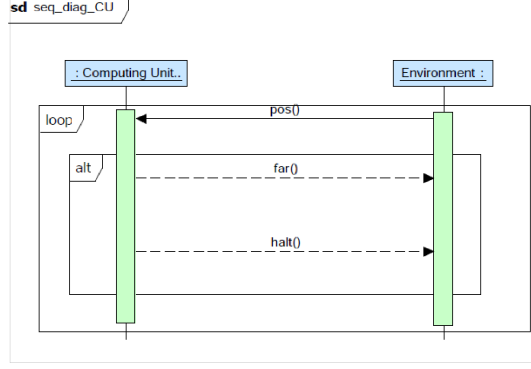 sd seq_diag_CU
: Computing Unit..
Environment :
loop
pos()
alt
far()
halt()